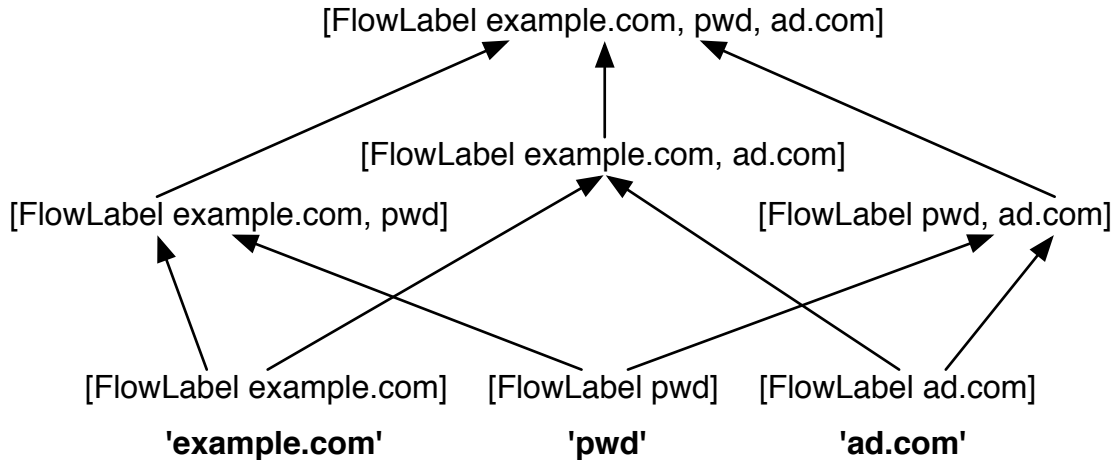 [FlowLabel example.com, pwd, ad.com]
[FlowLabel example.com, ad.com]
[FlowLabel example.com, pwd]
[FlowLabel pwd, ad.com]
[FlowLabel example.com]
[FlowLabel pwd]
[FlowLabel ad.com]
'example.com'
'pwd'
'ad.com'